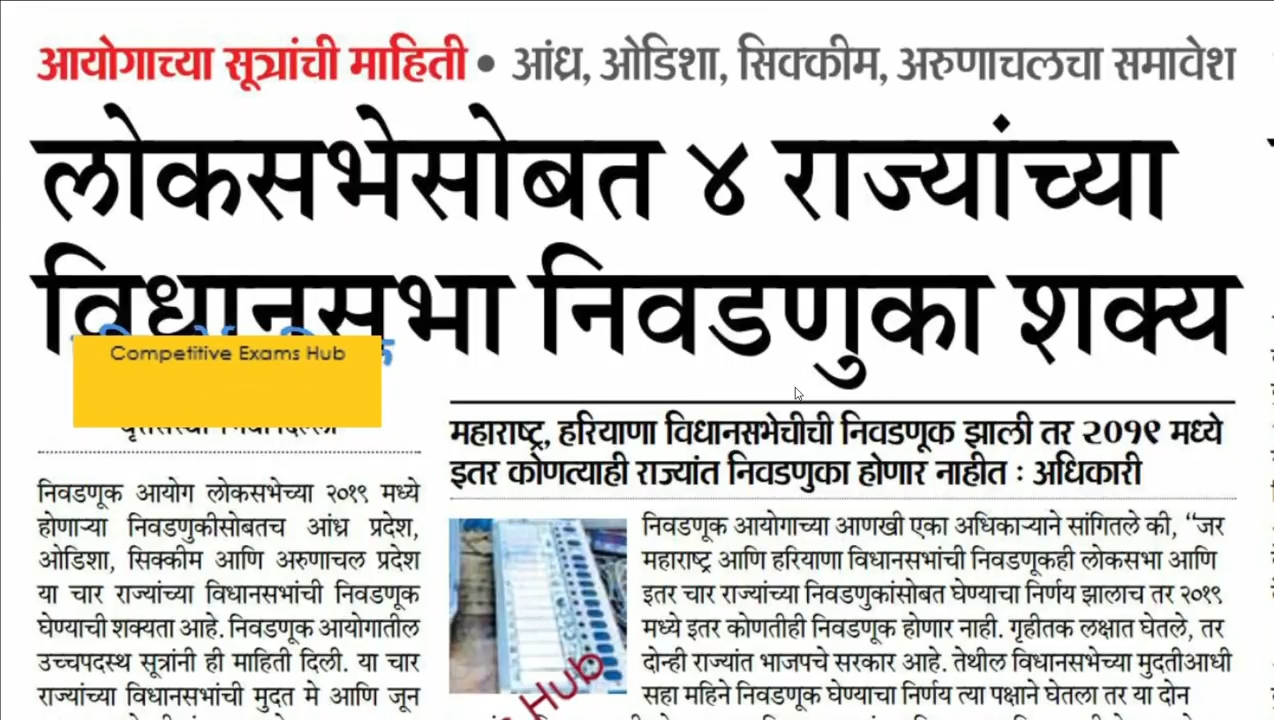 आयोगाच्या सूत्रांची माहिती • आंध्र, ओडिशा, सिक्कीम, अरुणाचलचा समावेश
लोकसभेसोबत ४ राज्यांच्या
विधानसभा निवडणुका शक्य
Competitive Exams Hub
महाराष्ट्र, हरियाणा विधानसभेचीची निवडणूक झाली तर २०१९ मध्ये
इतर कोणत्याही राज्यांत निवडणुका होणार नाहीत : अधिकारी
निवडणूक आयोग लोकसभेच्या २०१९ मध्ये
होणाऱ्या निवडणुकीसोबतच आंध्र प्रदेश,
ओडिशा, सिक्कीम आणि अरुणाचल प्रदेश
या चार राज्यांच्या विधानसभांची निवडणूक
घेण्याची शक्यता आहे. निवडणूक आयोगातील
उच्चपदस्थ सूत्रांनी ही माहिती दिली. या चार
राज्यांच्या विधानसभांची मुदत मे आणि जून
निवडणूक आयोगाच्या आणखी एका अधिकाऱ्याने सांगितले की, “जर
महाराष्ट्र आणि हरियाणा विधानसभांची निवडणूकही लोकसभा आणि
इतर चार राज्यांच्या निवडणुकांसोबत घेण्याचा निर्णय झालाच तर २०१९
मध्ये इतर कोणतीही निवडणूक होणार नाही. गृहीतक लक्षात घेतले, तर
दोन्ही राज्यांत भाजपचे सरकार आहे. तेथील विधानसभेच्या मुदतीआधी
सहा महिने निवडणूक घेण्याचा निर्णय त्या पक्षाने घेतला तर या दोन
Hub